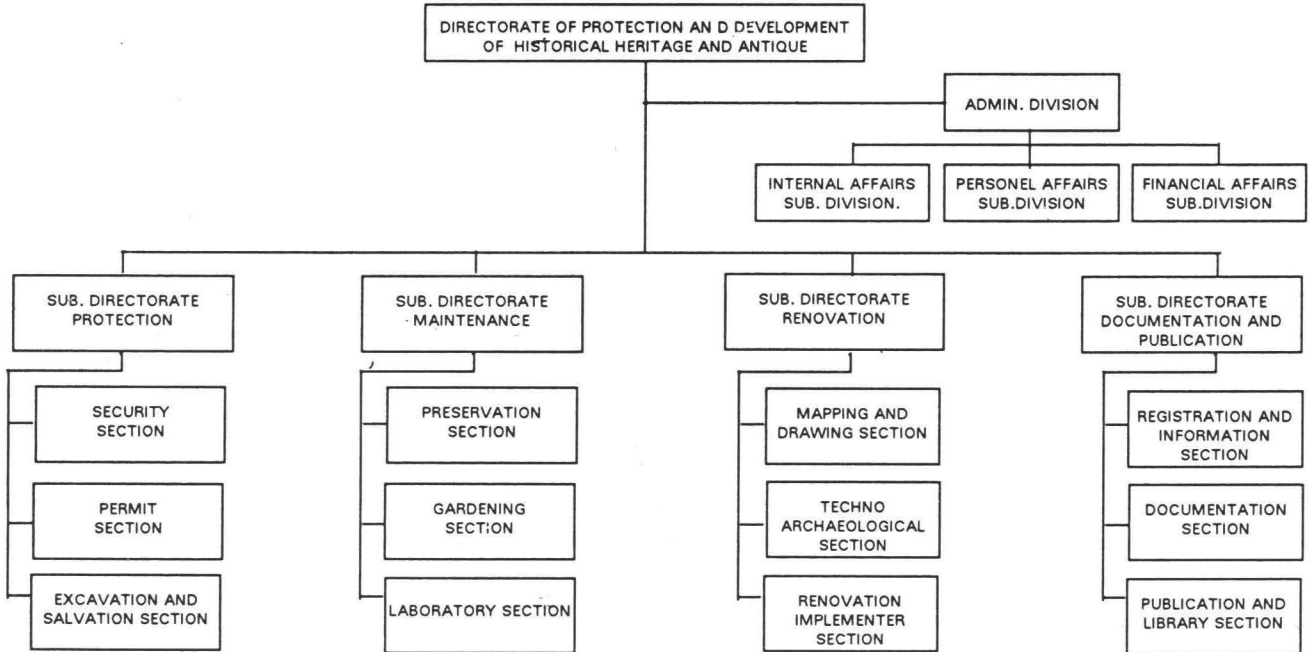 DIRECTORATE OF PROTECTION AN D DEVELOPMENT
OF HISTORICAL HERITAGE AND ANTIQUE
ADMIN. DIVISION
INTERNAL AFFAIRS
SUB. DIVISION.
PERSONEL AFFAIRS
SUB.DIVISION
FINANCIAL AFFAIRS
SUB.DIVISION
SUB. DIRECTORATE
PROTECTION
SUB. DIRECTORATE
MAINTENANCE
SUB. DIRECTORATE
RENOVATION
SUB. DIRECTORATE
DOCUMENTATION AND
PUBLICATION
SECURITY
SECTION
PERMIT
SECTION
EXCAVATION AND
SALVATION SECTION
PRESERVATION
SECTION
GARDENING
SECTION
LABORATORY SECTION
MAPPING AND
DRAWING SECTION
TECHNO
ARCHAEOLOGICAL
SECTION
RENOVATION
IMPLEMENTER
SECTION
REGISTRATION AND
INFORMATION
SECTION
DOCUMENTATION
SECTION
PUBLICATION AND
LIBRARY SECTION